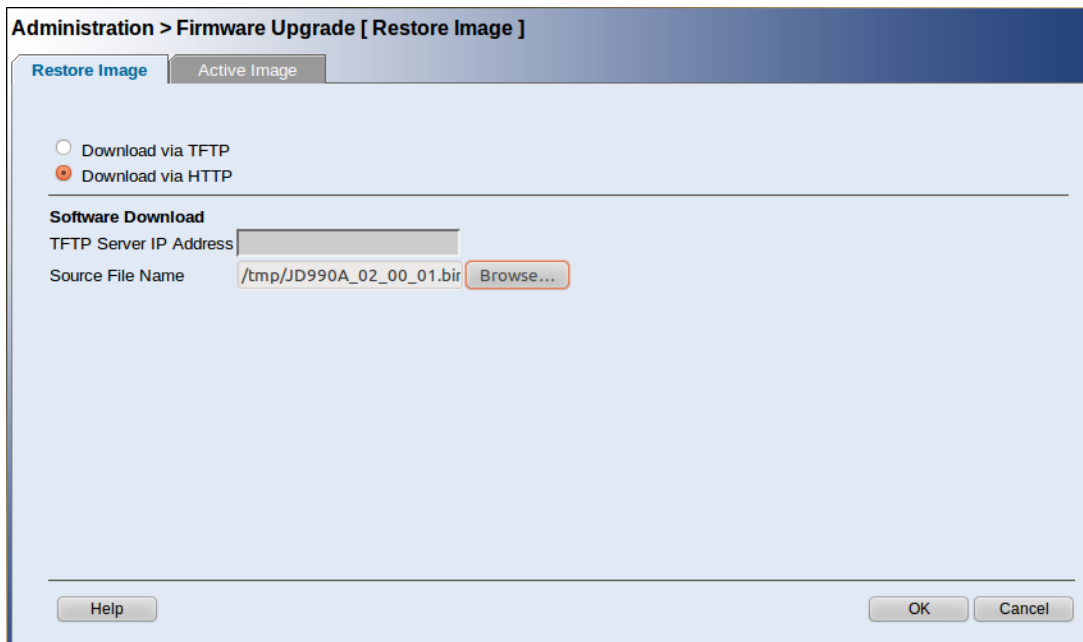 Administration > Firmware Upgrade [ Restore Image ]
Restore Image Active Image
Download via TFTP
Download via HTTP
Software Download
TFTP Server IP Address
Source File Name /tmp/JD990A_02_00_01.bin Browse...
Help OK Cancel